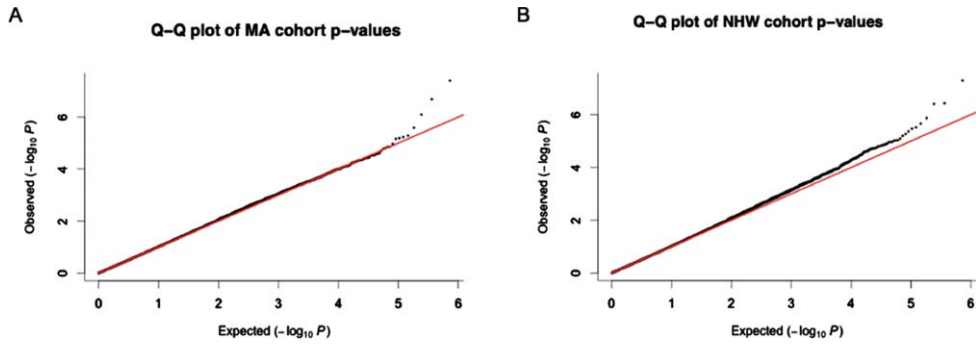 A
Q-Q plot of MA cohort p-values
Observed (-log10 P)
0
2
4
6
0 1 2 3 4 5 6
Expected (-log10 P)
B
Q-Q plot of NHW cohort p-values
Observed (-log10 P)
0
2
4
6
0 1 2 3 4 5 6
Expected (-log10 P)